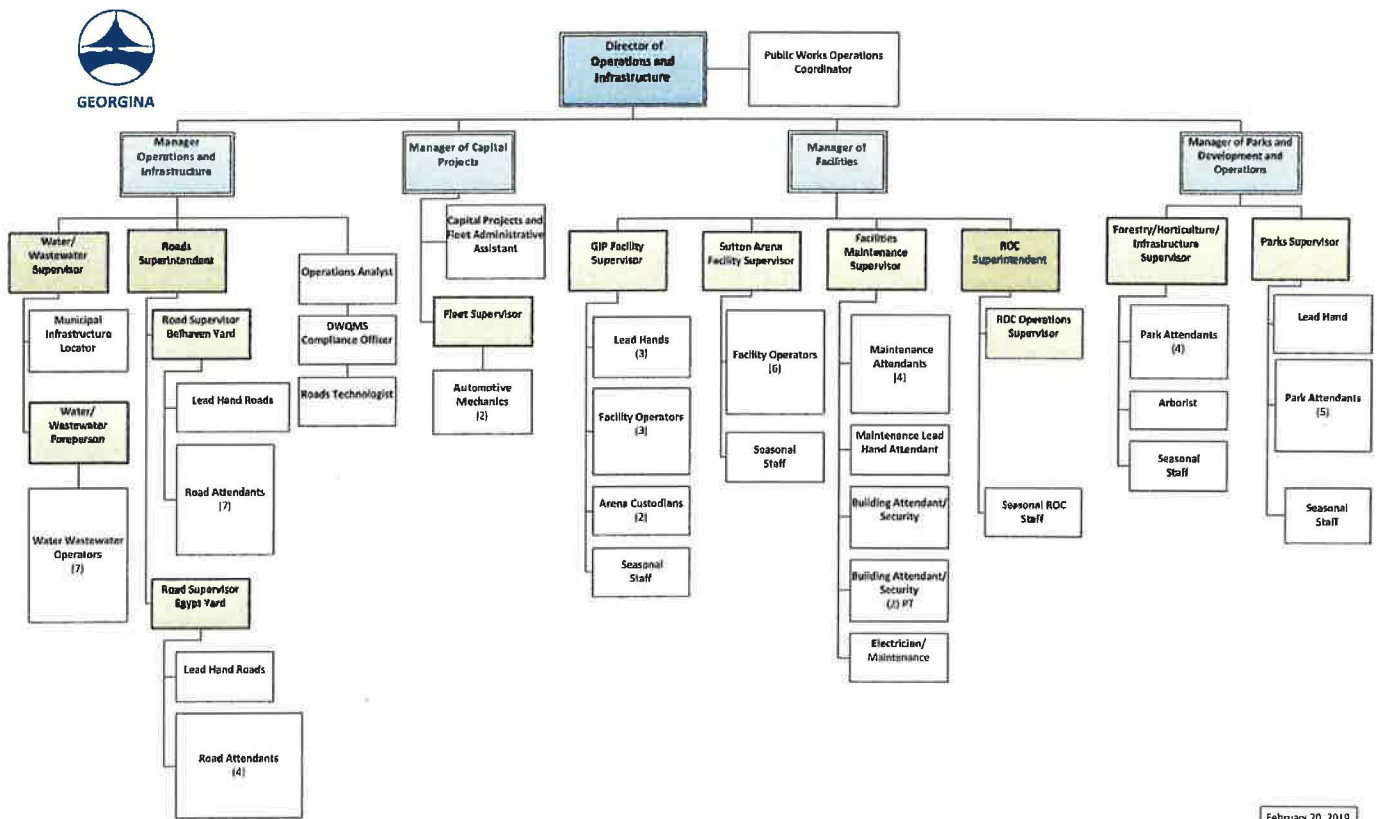 GEORGINA
Director of
Operations and
Infrastructure
Public Works Operations
Coordinator
Manager
Operations and
Infrastructure
Manager of Capital
Projects
Manager of
Facilities
Manager of Parks and
Development and
Operations
Water/
Wastewater
Supervisor
Roads
Superintendent
Operations Analyst
DWQMS
Compliance Officer
Roads Technologist
Municipal
Infrastructure
Locator
Water/
Wastewater
Foreperson
Water Wastewater
Operators
(7)
Road Supervisor
Belhaven Yard
Lead Hand Roads
Road Attendants
(7)
Road Supervisor
Egypt Yard
Lead Hand Roads
Road Attendants
(4)
Capital Projects and
Fleet Administrative
Assistant
Fleet Supervisor
Automotive
Mechanics
(2)
GIP Facility
Supervisor
Lead Hands
(3)
Facility Operators
(3)
Arena Custodians
(2)
Seasonal
Staff
Sutton Arena
Facility Supervisor
Facility Operators
(6)
Seasonal
Staff
Facilities
Maintenance
Supervisor
Maintenance
Attendants
(4)
Maintenance Lead
Hand Attendant
Building Attendant/
Security
Building Attendant/
Security
(2) PT
Electrician/
Maintenance
ROC
Superintendent
ROC Operations
Supervisor
Seasonal ROC
Staff
Forestry/Horticulture/
Infrastructure
Supervisor
Park Attendants
(4)
Arborist
Seasonal
Staff
Parks Supervisor
Lead Hand
Park Attendants
(5)
Seasonal
Staff
February 20, 2019